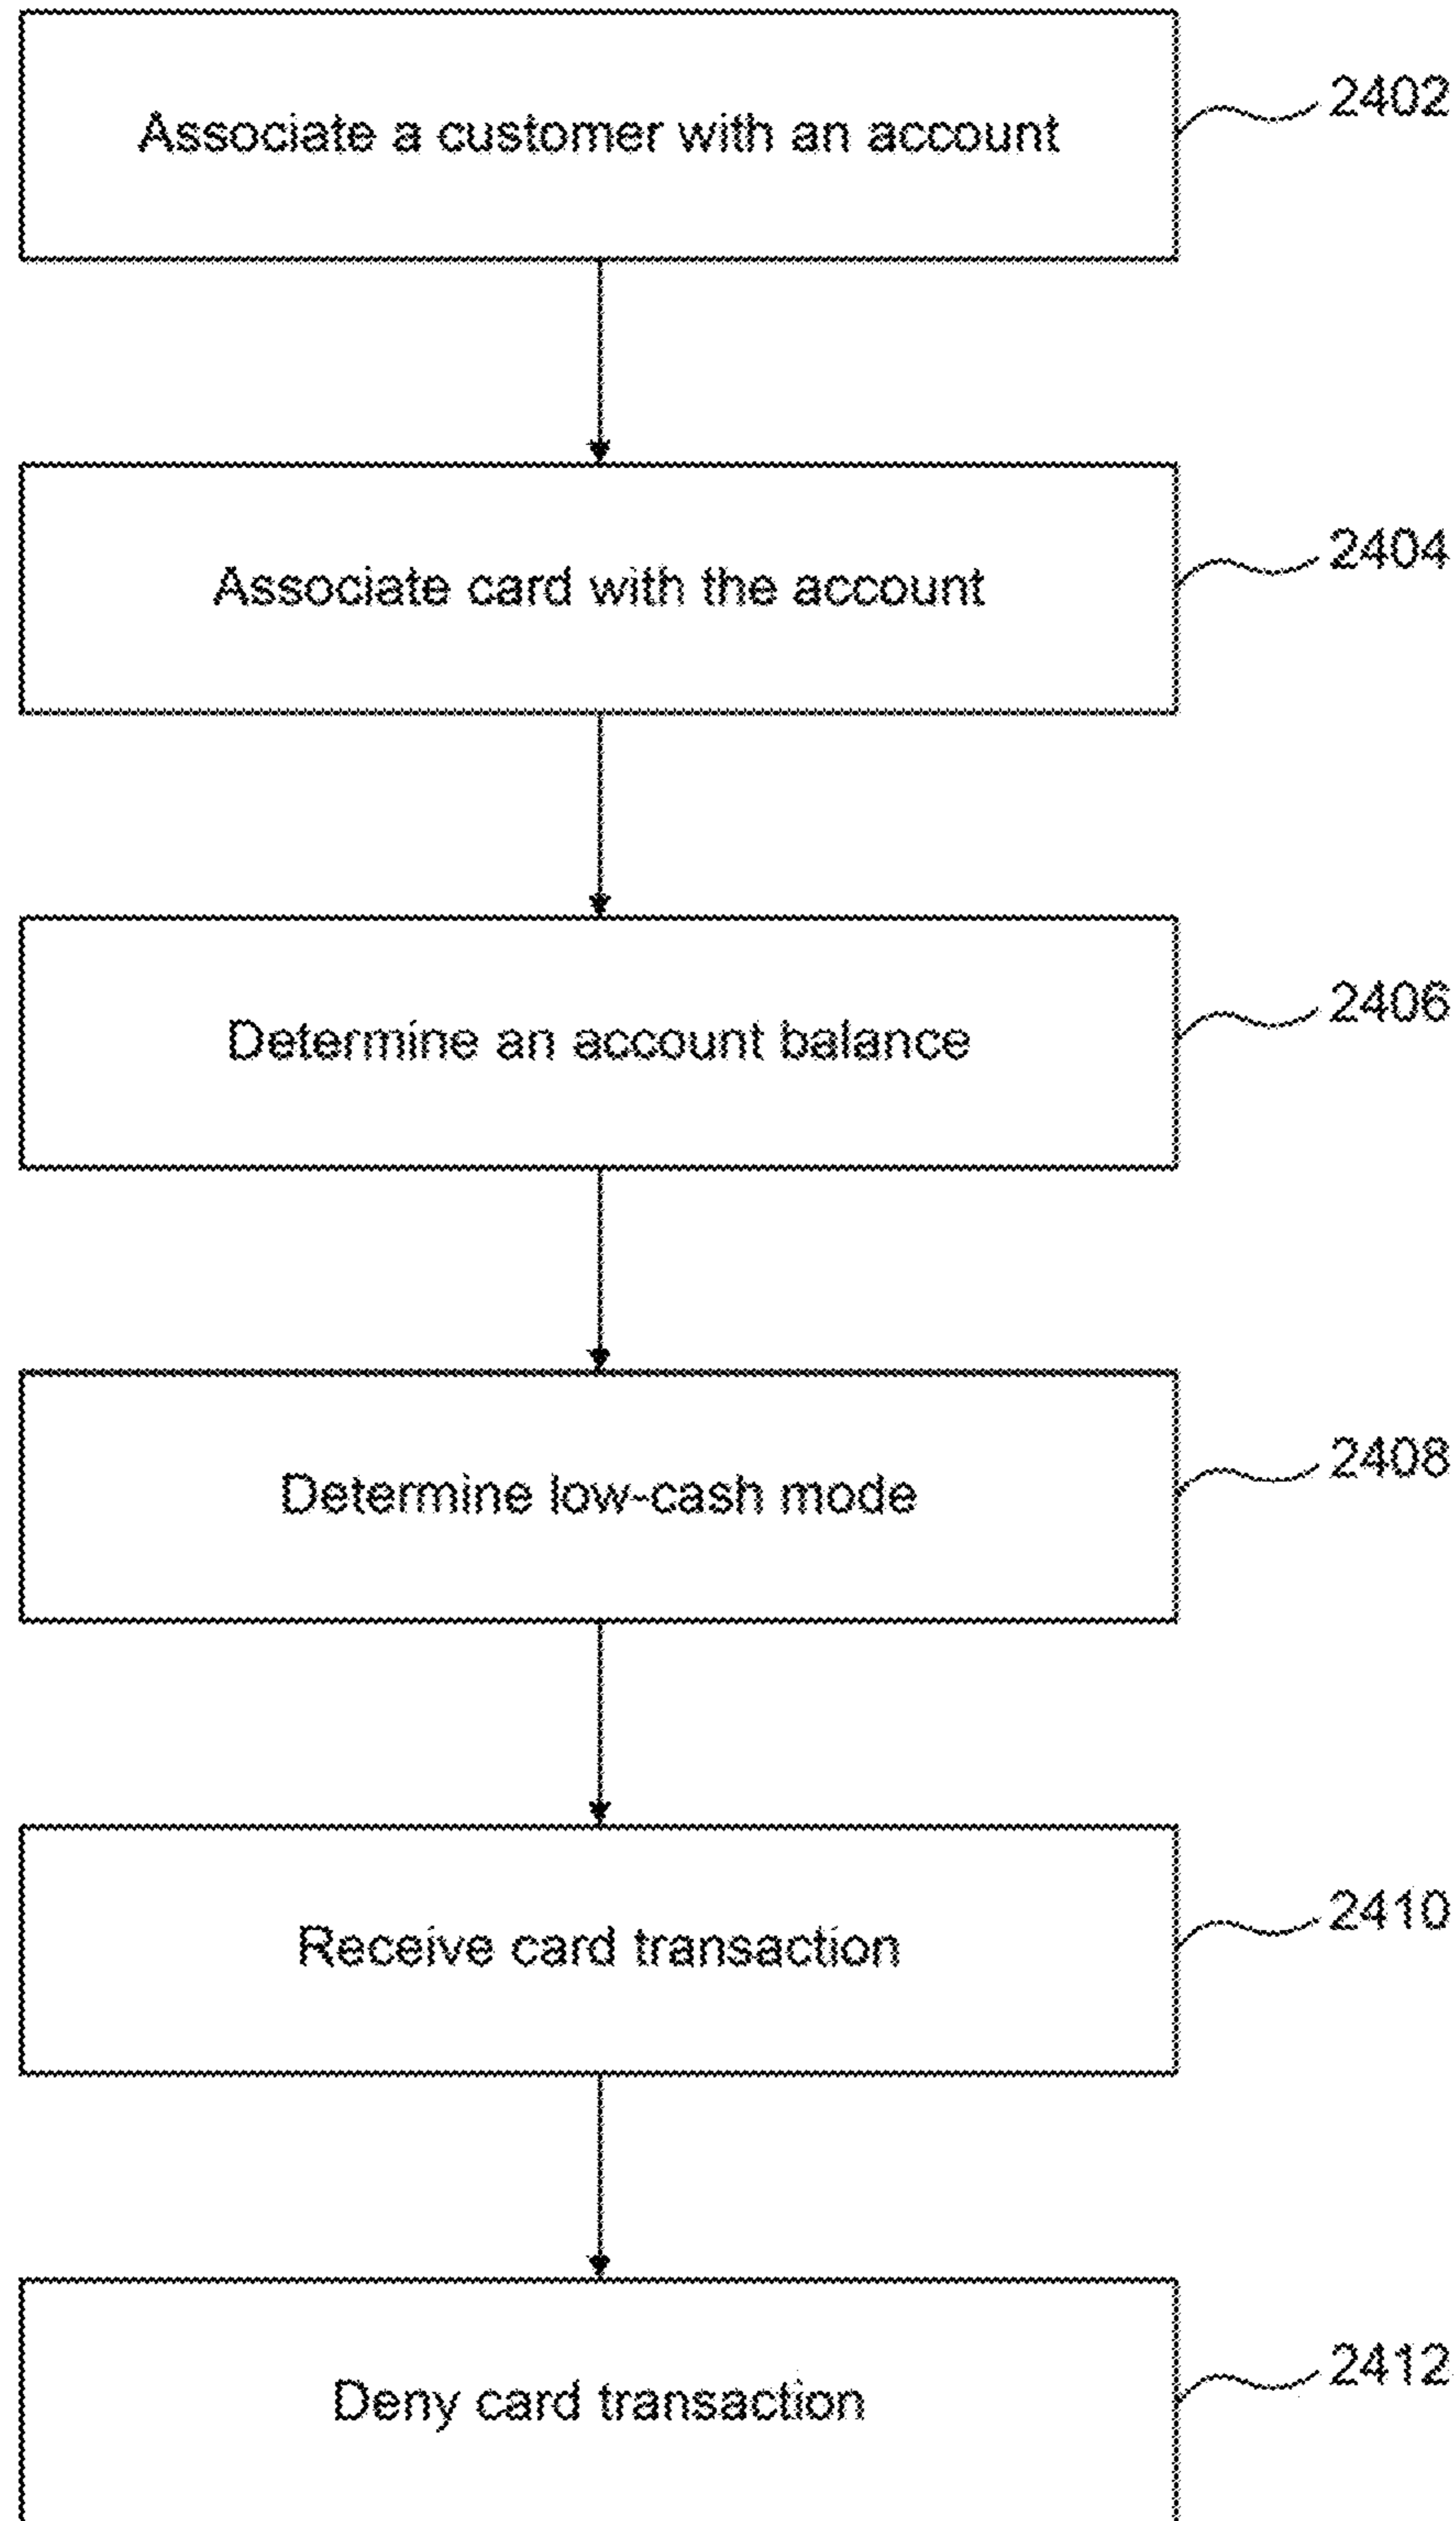 Associate a customer with an account
2402
Associate card with the account
2404
Determine an account balance
2406
Determine low-cash mode
2408
Receive card transaction
2410
Deny card transaction
2412